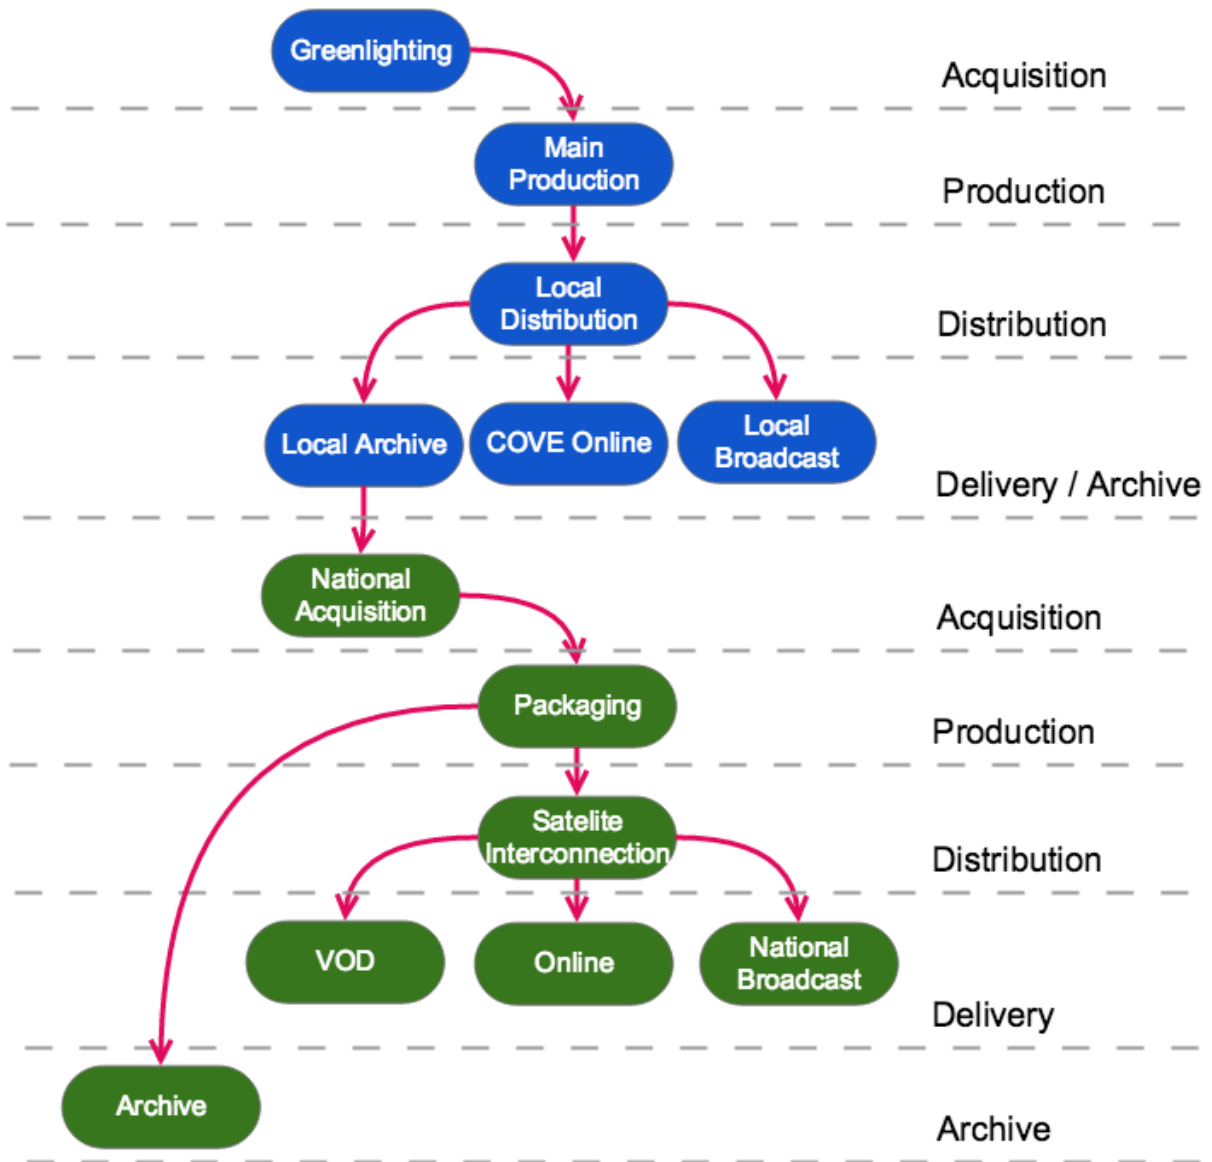 Greenlighting
Acquisition
Main
Production
Production
Local
Distribution
Distribution
Local Archive
COVE Online
Local
Broadcast
Delivery / Archive
National
Acquisition
Acquisition
Packaging
Production
Satelite
Interconnection
Distribution
VOD
Online
National
Broadcast
Delivery
Archive
Archive